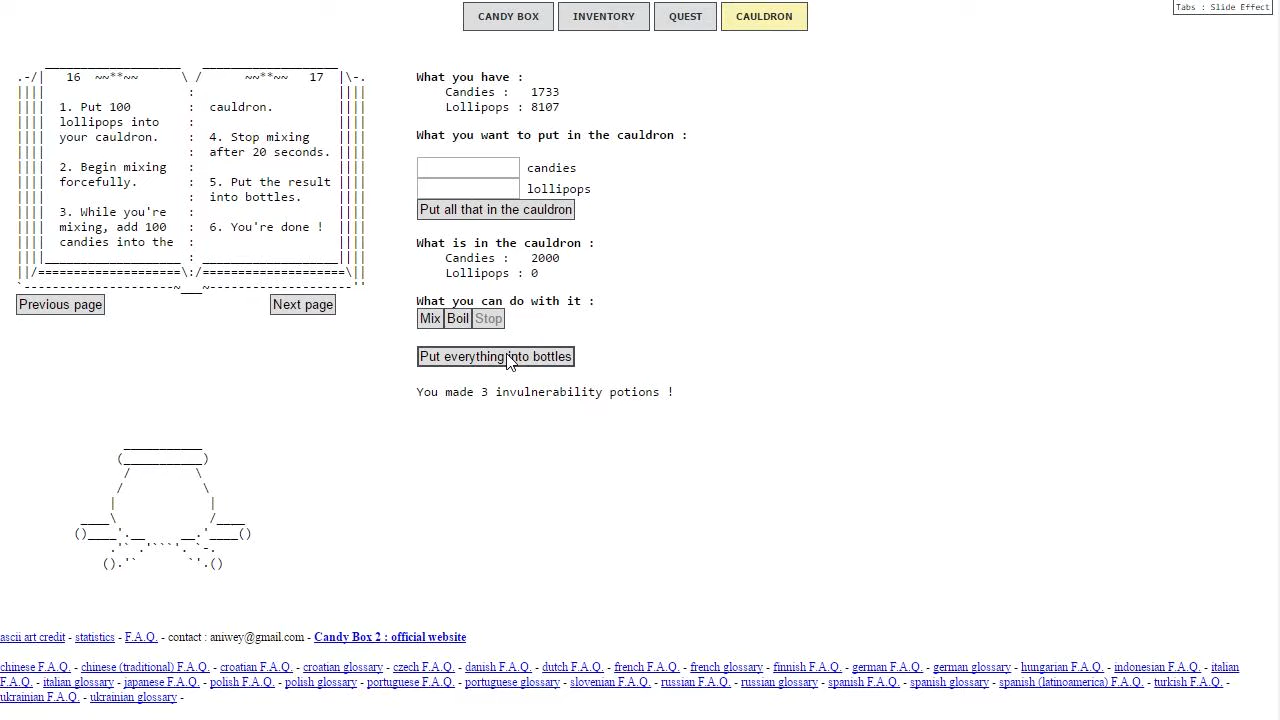 CANDY BOX INVENTORY QUEST CAULDRON
Tabs : Slide Effect
16 ~~**~~
1. Put 100
lollipops into
your cauldron.
2. Begin mixing
forcefully.
3. While you're
mixing, add 100
candies into the
~~**~~ 17
cauldron.
4. Stop mixing
after 20 seconds.
5. Put the result
into bottles.
6. You're done !
Previous page
Next page
What you have :
Candies : 1733
Lollipops : 8107
What you want to put in the cauldron :
candies
lollipops
Put all that in the cauldron
What is in the cauldron :
Candies : 2000
Lollipops : 0
What you can do with it :
Mix Boil Stop
Put everything into bottles
You made 3 invulnerability potions !
ascii art credit - statistics - F.A.Q. - contact : aniwey@gmail.com - Candy Box 2 : official website
chinese F.A.Q. - chinese (traditional) F.A.Q. - croatian F.A.Q. - croatian glossary - czech F.A.Q. - danish F.A.Q. - dutch F.A.Q. - french F.A.Q. - french glossary - finnish F.A.Q. - german F.A.Q. - german glossary - hungarian F.A.Q. - indonesian F.A.Q. - italian
F.A.Q. - italian glossary - japanese F.A.Q. - polish F.A.Q. - polish glossary - portuguese F.A.Q. - portuguese glossary - slovenian F.A.Q. - russian F.A.Q. - russian glossary - spanish F.A.Q. - spanish glossary - spanish (latinoamerica) F.A.Q. - turkish F.A.Q. -
ukrainian F.A.Q. - ukrainian glossary -